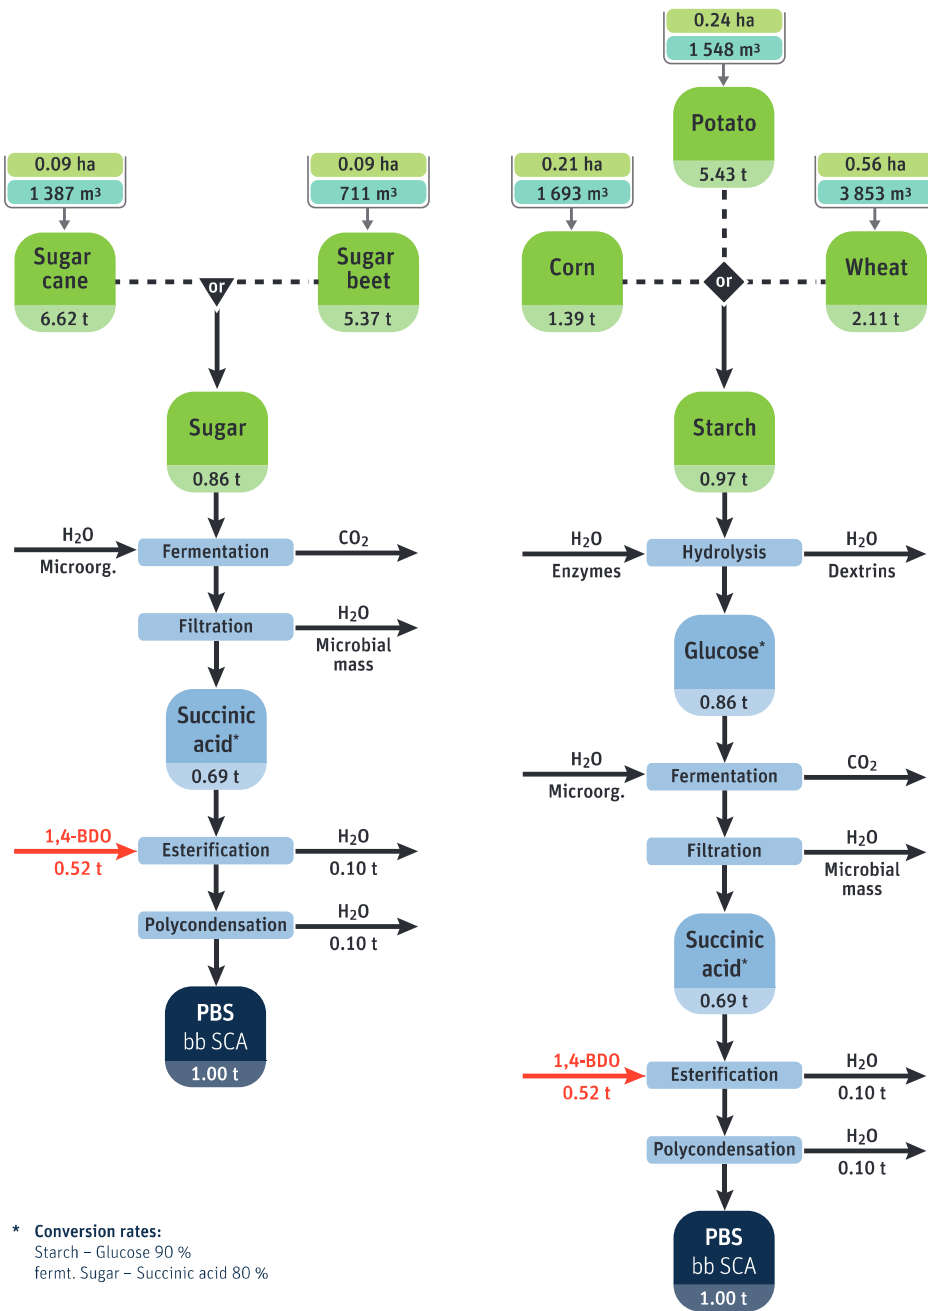 0.09 ha
1 387 m³
Sugar
cane
6.62 t
or
0.09 ha
711 m³
Sugar
beet
5.37 t
Sugar
0.86 t
H₂O
Microorg.
Fermentation
CO₂
Filtration
H₂O
Microbial
mass
Succinic
acid*
0.69 t
1,4-BDO
0.52 t
Esterification
H₂O
0.10 t
Polycondensation
H₂O
0.10 t
PBS
bb SCA
1.00 t
0.24 ha
1 548 m³
Potato
5.43 t
0.21 ha
1 693 m³
Corn
1.39 t
or
0.56 ha
3 853 m³
Wheat
2.11 t
Starch
0.97 t
H₂O
Enzymes
Hydrolysis
H₂O
Dextrins
Glucose*
0.86 t
H₂O
Microorg.
Fermentation
CO₂
Filtration
H₂O
Microbial
mass
Succinic
acid*
0.69 t
1,4-BDO
0.52 t
Esterification
H₂O
0.10 t
Polycondensation
H₂O
0.10 t
PBS
bb SCA
1.00 t
* Conversion rates:
Starch – Glucose 90 %
fermt. Sugar – Succinic acid 80 %